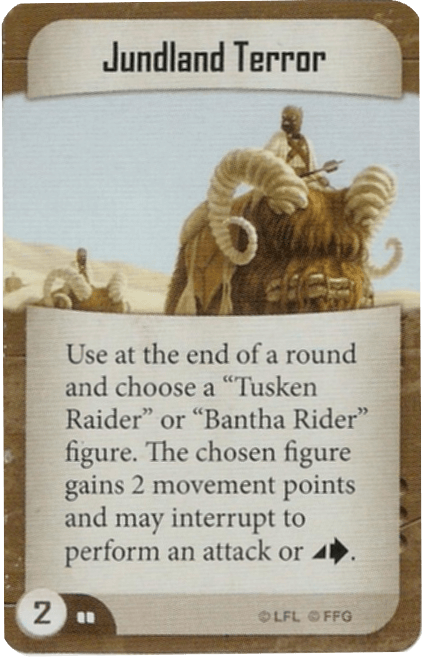 Jundland Terror
Use at the end of a round
and choose a “Tusken
Raider” or “Bantha Rider”
figure. The chosen figure
gains 2 movement points
and may interrupt to
perform an attack or .
2
© LFL © FFG